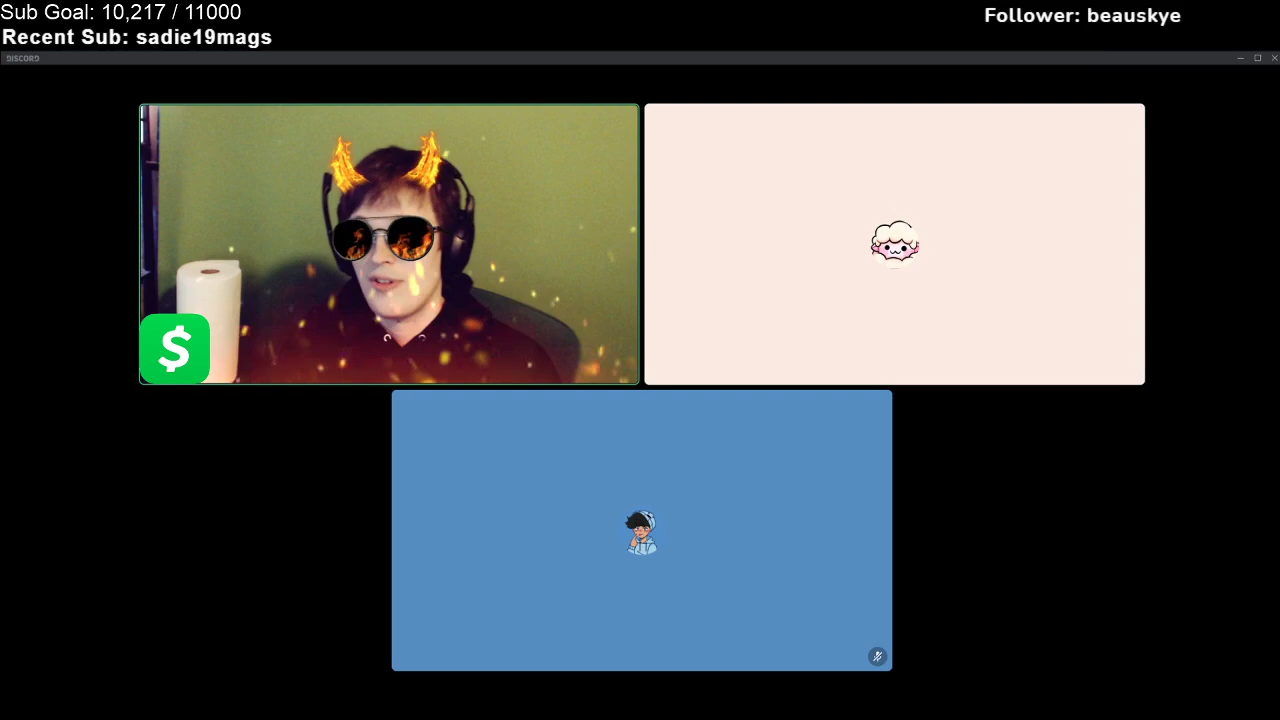 Sub Goal: 10,217 / 11000
Follower: beauskye
Recent Sub: sadie19mags
DISCORD
$